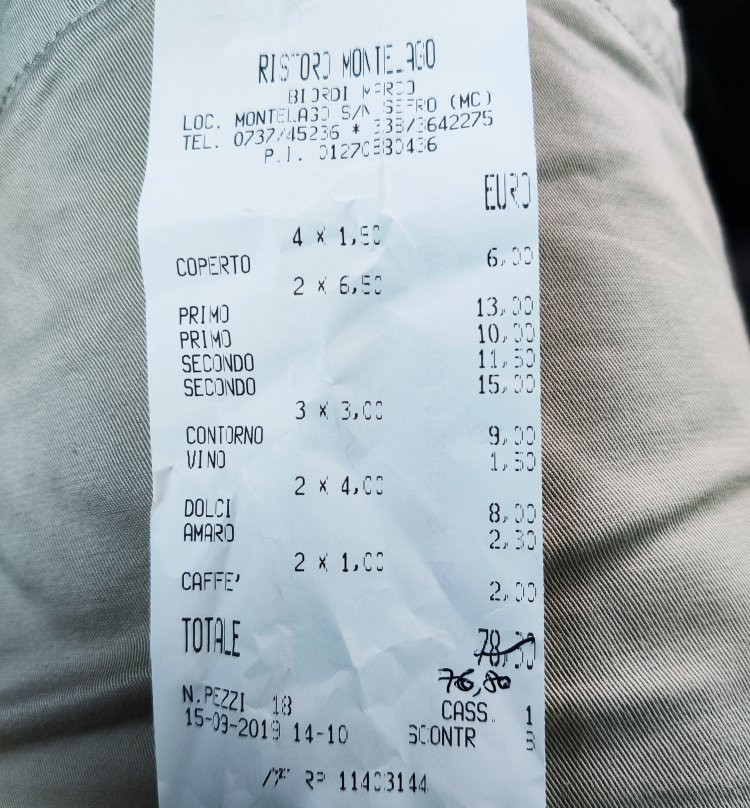 RISTORO MONTELAGO
BIORDI MARCO
LOC. MONTELAGO S/N SEFRO (MC)
TEL. 0737/45236 * 338/3642275
P.I. 01270880436
EURO
4 x 1,50
COPERTO 6,00
2 x 6,50
PRIMO 13,00
PRIMO 10,00
SECONDO 11,50
SECONDO 15,00
3 x 3,00
CONTORNO 9,00
VINO 1,50
2 x 4,00
DOLCI 8,00
AMARO 2,30
2 x 1,00
CAFFE' 2,00
TOTALE 78,30
76,80
N.PEZZI 18 CASS. 1
15-09-2019 14-10 SCONTR 3
RP 11403144